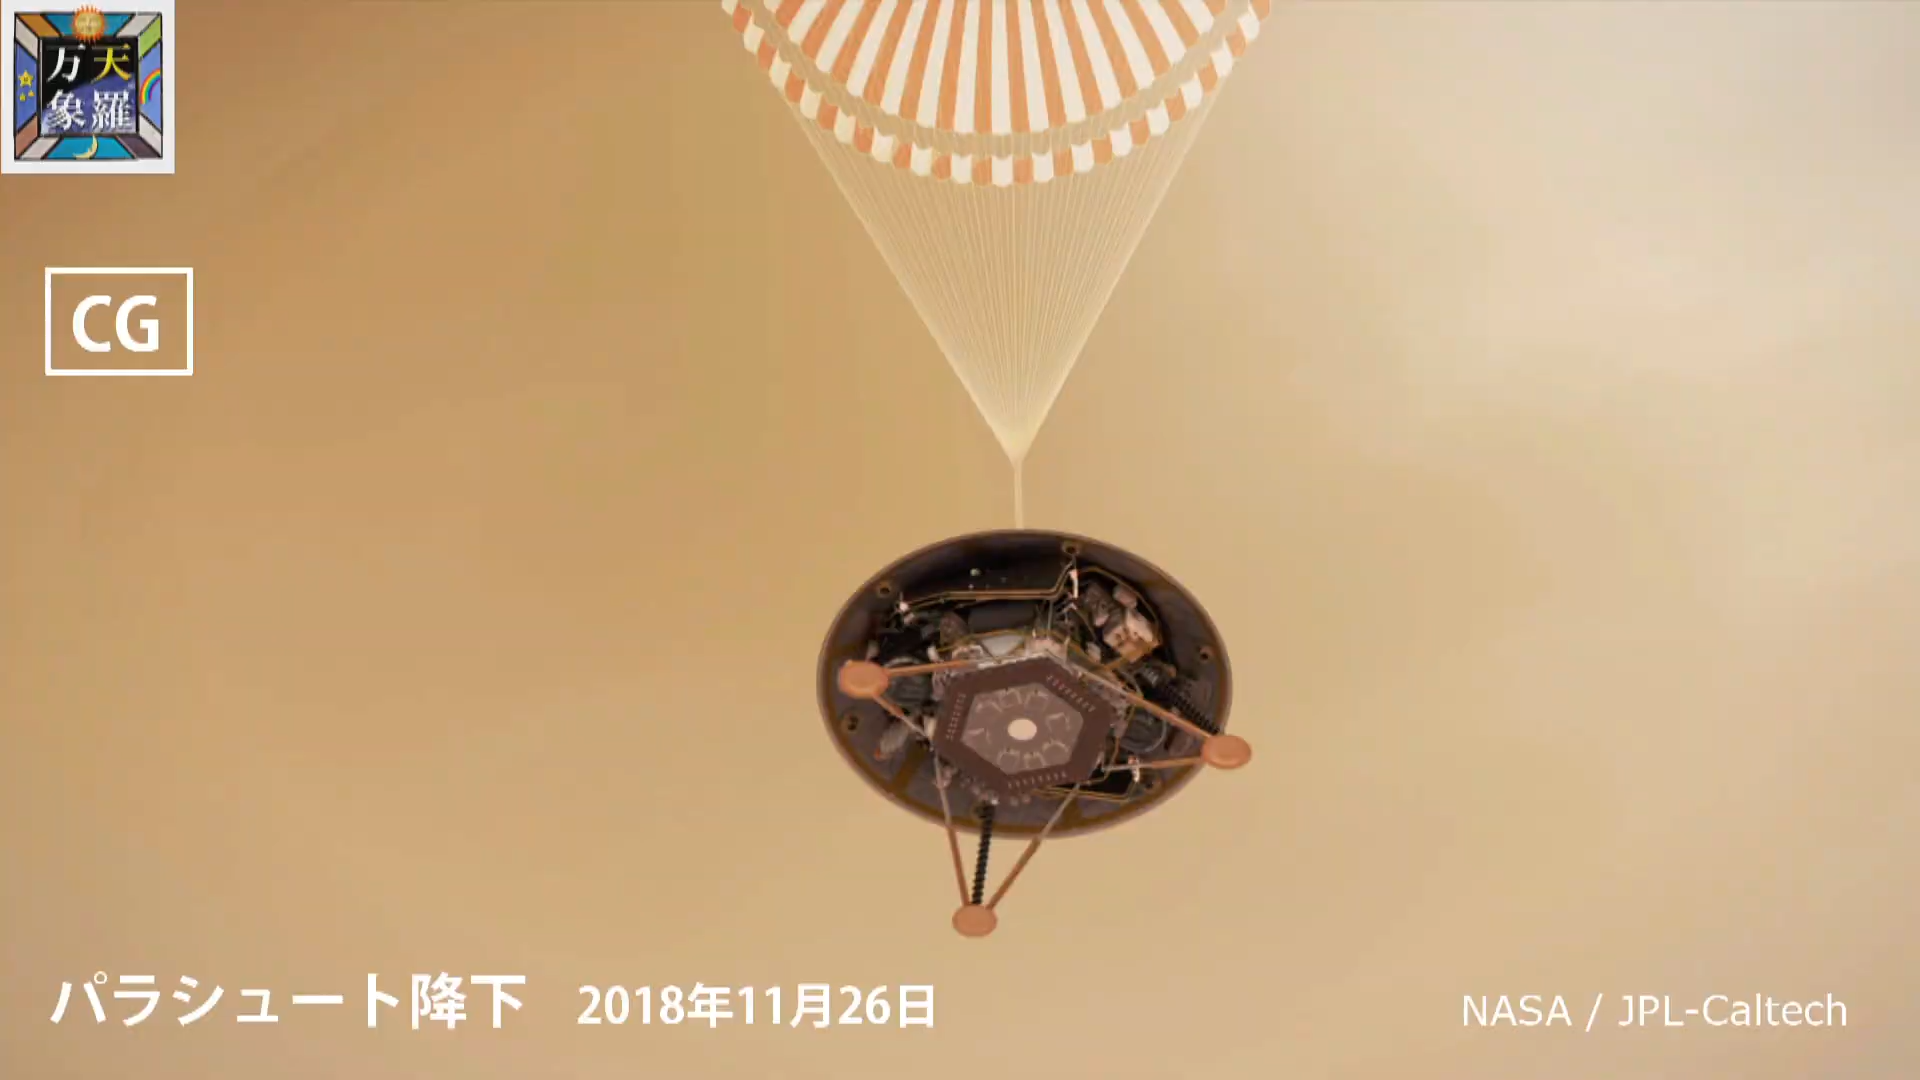 天羅
万象
CG
パラシュート降下 2018年11月26日
NASA / JPL-Caltech